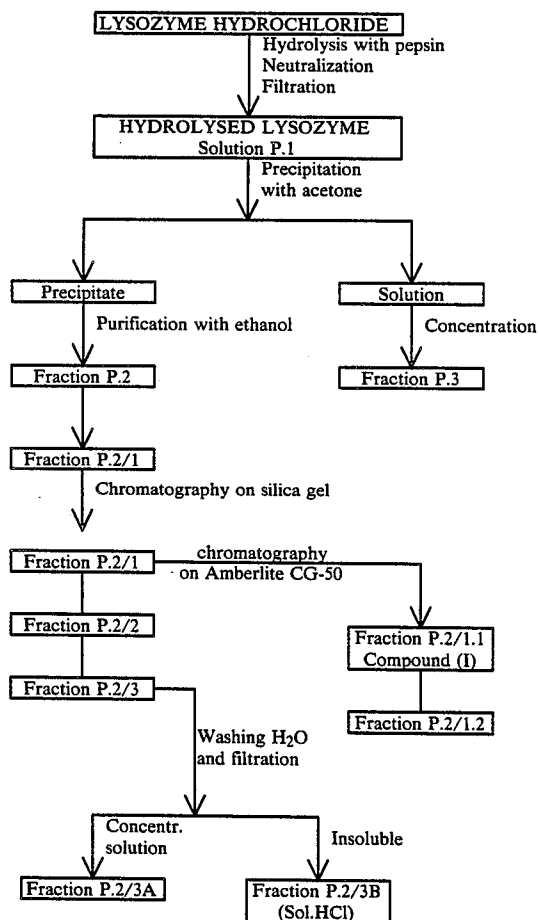 LYSOZYME HYDROCHLORIDE
Hydrolysis with pepsin
Neutralization
Filtration
HYDROLYSED LYSOZYME
Solution P.1
Precipitation
with acetone
Precipitate
Solution
Purification with ethanol
Concentration
Fraction P.2
Fraction P.3
Fraction P.2/1
Chromatography on silica gel
Fraction P.2/1
chromatography
on Amberlite CG-50
Fraction P.2/2
Fraction P.2/1.1
Compound (I)
Fraction P.2/3
Fraction P.2/1.2
Washing H2O
and filtration
Concentr.
solution
Insoluble
Fraction P.2/3A
Fraction P.2/3B
(Sol.HCl)